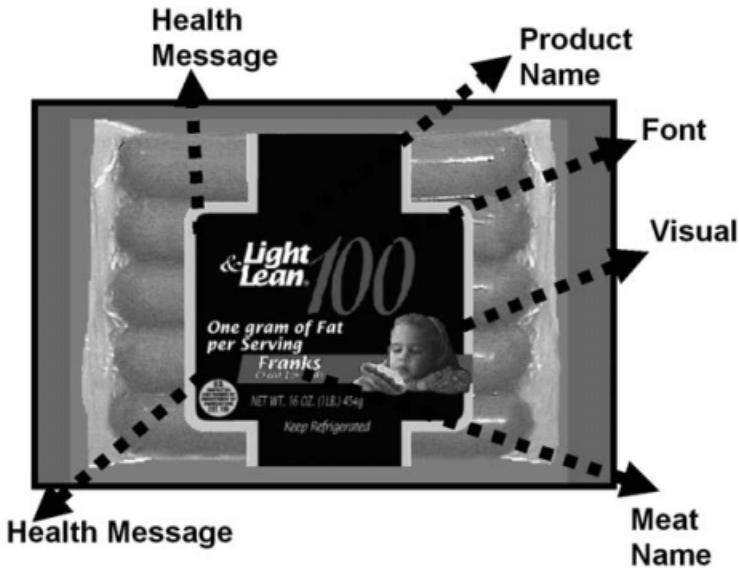 Health
Message
Product
Name
Font
Visual
& Light
Lean®
100
One gram of Fat
per Serving
Franks
NET WT. 16 OZ. (1LB.) 454g
Keep Refrigerated
Health Message
Meat
Name